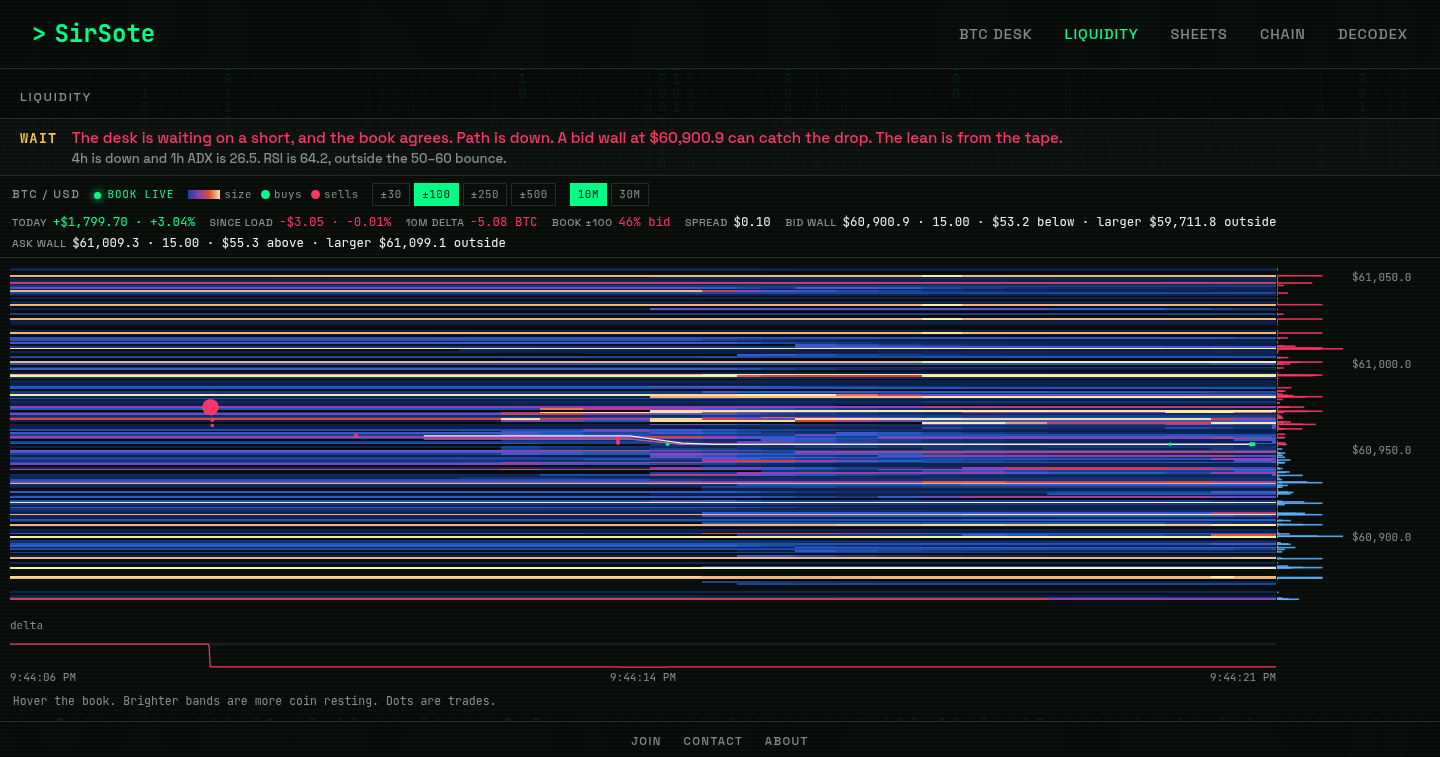 > SirSote
BTC DESK LIQUIDITY SHEETS CHAIN DECODEX
LIQUIDITY
WAIT The desk is waiting on a short, and the book agrees. Path is down. A bid wall at $60,900.9 can catch the drop. The lean is from the tape.
4h is down and 1h ADX is 26.5. RSI is 64.2, outside the 50–60 bounce.
BTC / USD BOOK LIVE size buys sells ±30 ±100 ±250 ±500 10M 30M
TODAY +$1,799.70 · +3.04% SINCE LOAD -$3.05 · -0.01% 10M DELTA -5.08 BTC BOOK ±100 46% bid SPREAD $0.10 BID WALL $60,900.9 · 15.00 · $53.2 below · larger $59,711.8 outside
ASK WALL $61,009.3 · 15.00 · $55.3 above · larger $61,099.1 outside
$61,050.0
$61,000.0
$60,950.0
$60,900.0
delta
9:44:06 PM 9:44:14 PM 9:44:21 PM
Hover the book. Brighter bands are more coin resting. Dots are trades.
JOIN CONTACT ABOUT